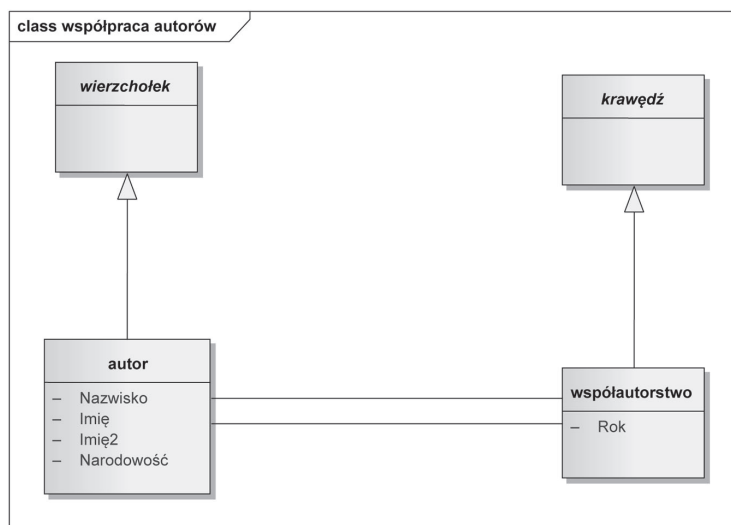 class współpraca autorów
wierzchołek
krawędź
autor
– Nazwisko
– Imię
– Imię2
– Narodowość
współautorstwo
– Rok